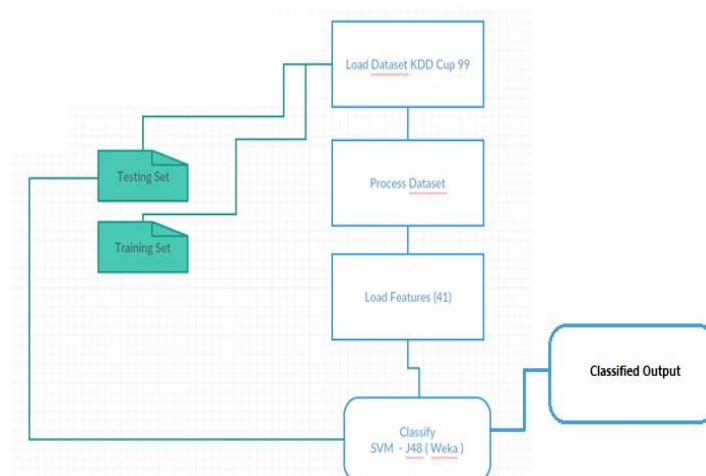 Load Dataset KDD Cup 99
Testing Set
Process Dataset
Training Set
Load Features (41)
Classified Output
Classify
SVM - J48 ( Weka )